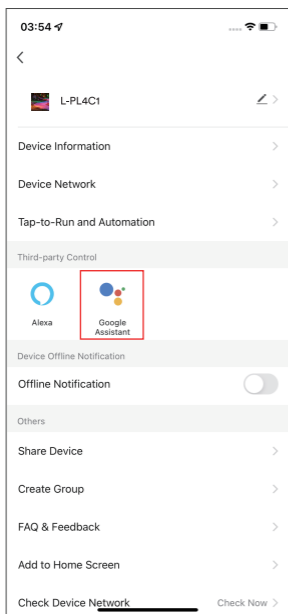 03:54
L-PL4C1
Device Information
Device Network
Tap-to-Run and Automation
Third-party Control
Alexa
Google
Assistant
Device Offline Notification
Offline Notification
Others
Share Device
Create Group
FAQ & Feedback
Add to Home Screen
Check Device Network Check Now